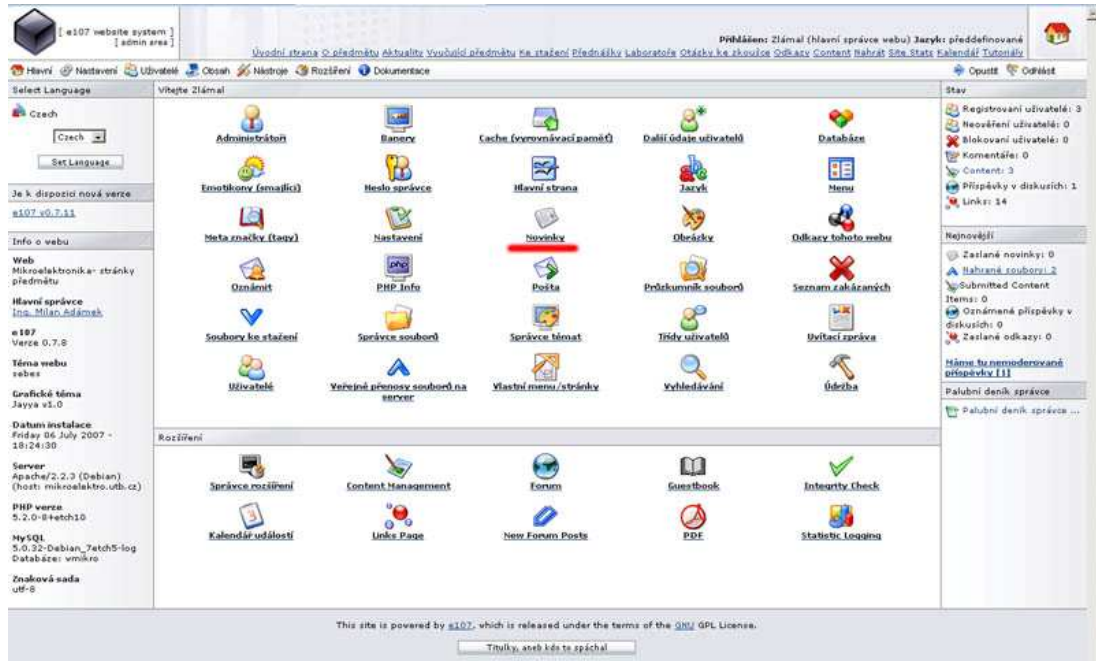 [ e107 website system ]
[ admin area ]
Přihlášen: Zlámal (hlavní správce webu) Jazyk: předdefinované
Úvodní strana O předmětu Aktuality Vyučující předmětu Ke stažení Přednášky Laboratoře Otázky ke zkoušce Odkazy Content Nahrát Site Stats Kalendář Tutoriály
Hlavní Nastavení Uživatelé Obsah Nástroje Rozšíření Dokumentace
Opustit Odhlásit
Select Language
Czech
Czech
Set Language
Je k dispozici nová verze
e107 v0.7.11
Info o webu
Web
Mikroelektronika- stránky
předmětu
Hlavní správce
Ing. Milan Adámek
e107
Verze 0.7.8
Téma webu
sebes
Grafické téma
Jayya v1.0
Datum instalace
Friday 06 July 2007 -
18:24:30
Server
Apache/2.2.3 (Debian)
(host: mikroelektro.utb.cz)
PHP verze
5.2.0-8+etch10
MySQL
5.0.32-Debian_7etch5-log
Databáze: vmikro
Znaková sada
utf-8
Vítejte Zlámal
Administrátoři Banery Cache (vyrovnávací paměť) Další údaje uživatelů Databáze
Emotikony (smajlíci) Heslo správce Hlavní strana Jazyk Menu
Meta značky (tagy) Nastavení Novinky Obrázky Odkazy tohoto webu
php
Oznámit PHP Info Pošta Průzkumník souborů Seznam zakázaných
Soubory ke stažení Správce souborů Správce témat Třídy uživatelů Uvítací zpráva
Uživatelé Veřejné přenosy souborů na server Vlastní menu/stránky Vyhledávání Údržba
Rozšíření
Správce rozšíření Content Management Forum Guestbook Integrity Check
3
Kalendář událostí Links Page New Forum Posts PDF Statistic Logging
Stav
Registrovaní uživatelé: 3
Neověření uživatelé: 0
Blokovaní uživatelé: 0
Komentáře: 0
Content: 3
Příspěvky v diskusích: 1
Links: 14
Nejnovější
Zaslané novinky: 0
Nahrané soubory: 2
Submitted Content
Items: 0
Oznámené příspěvky v
diskusích: 0
Zaslané odkazy: 0
Máme tu nemoderované
příspěvky [1]
Palubní deník správce
Palubní deník správce ...
This site is powered by e107, which is released under the terms of the GNU GPL License.
Titulky, aneb kdo to spáchal